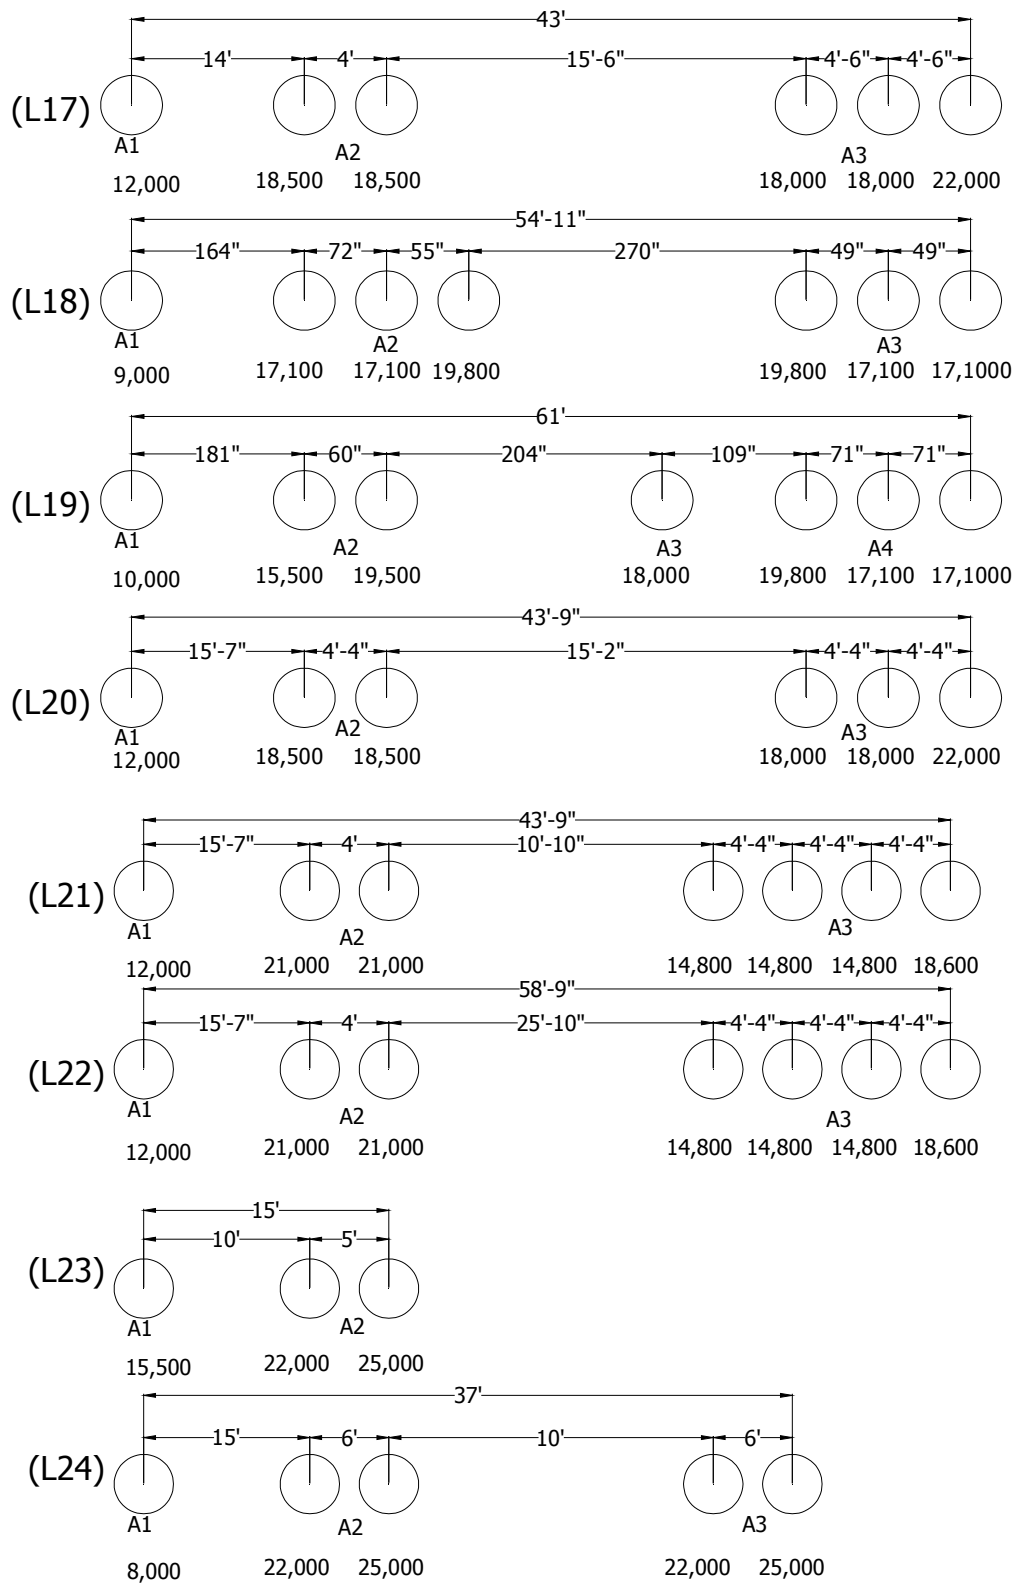 43'
14' 4' 15'-6" 4'-6" 4'-6"
(L17)
A1 A2 A3
12,000 18,500 18,500 18,000 18,000 22,000
54'-11"
164" 72" 55" 270" 49" 49"
(L18)
A1 A2 A3
9,000 17,100 17,100 19,800 19,800 17,100 17,1000
61'
181" 60" 204" 109" 71" 71"
(L19)
A1 A2 A3 A4
10,000 15,500 19,500 18,000 19,800 17,100 17,1000
43'-9"
15'-7" 4'-4" 15'-2" 4'-4" 4'-4"
(L20)
A1 A2 A3
12,000 18,500 18,500 18,000 18,000 22,000
43'-9"
15'-7" 4' 10'-10" 4'-4" 4'-4" 4'-4"
(L21)
A1 A2 A3
12,000 21,000 21,000 14,800 14,800 14,800 18,600
58'-9"
15'-7" 4' 25'-10" 4'-4" 4'-4" 4'-4"
(L22)
A1 A2 A3
12,000 21,000 21,000 14,800 14,800 14,800 18,600
15'
10' 5'
(L23)
A1 A2
15,500 22,000 25,000
37'
15' 6' 10' 6'
(L24)
A1 A2 A3
8,000 22,000 25,000 22,000 25,000